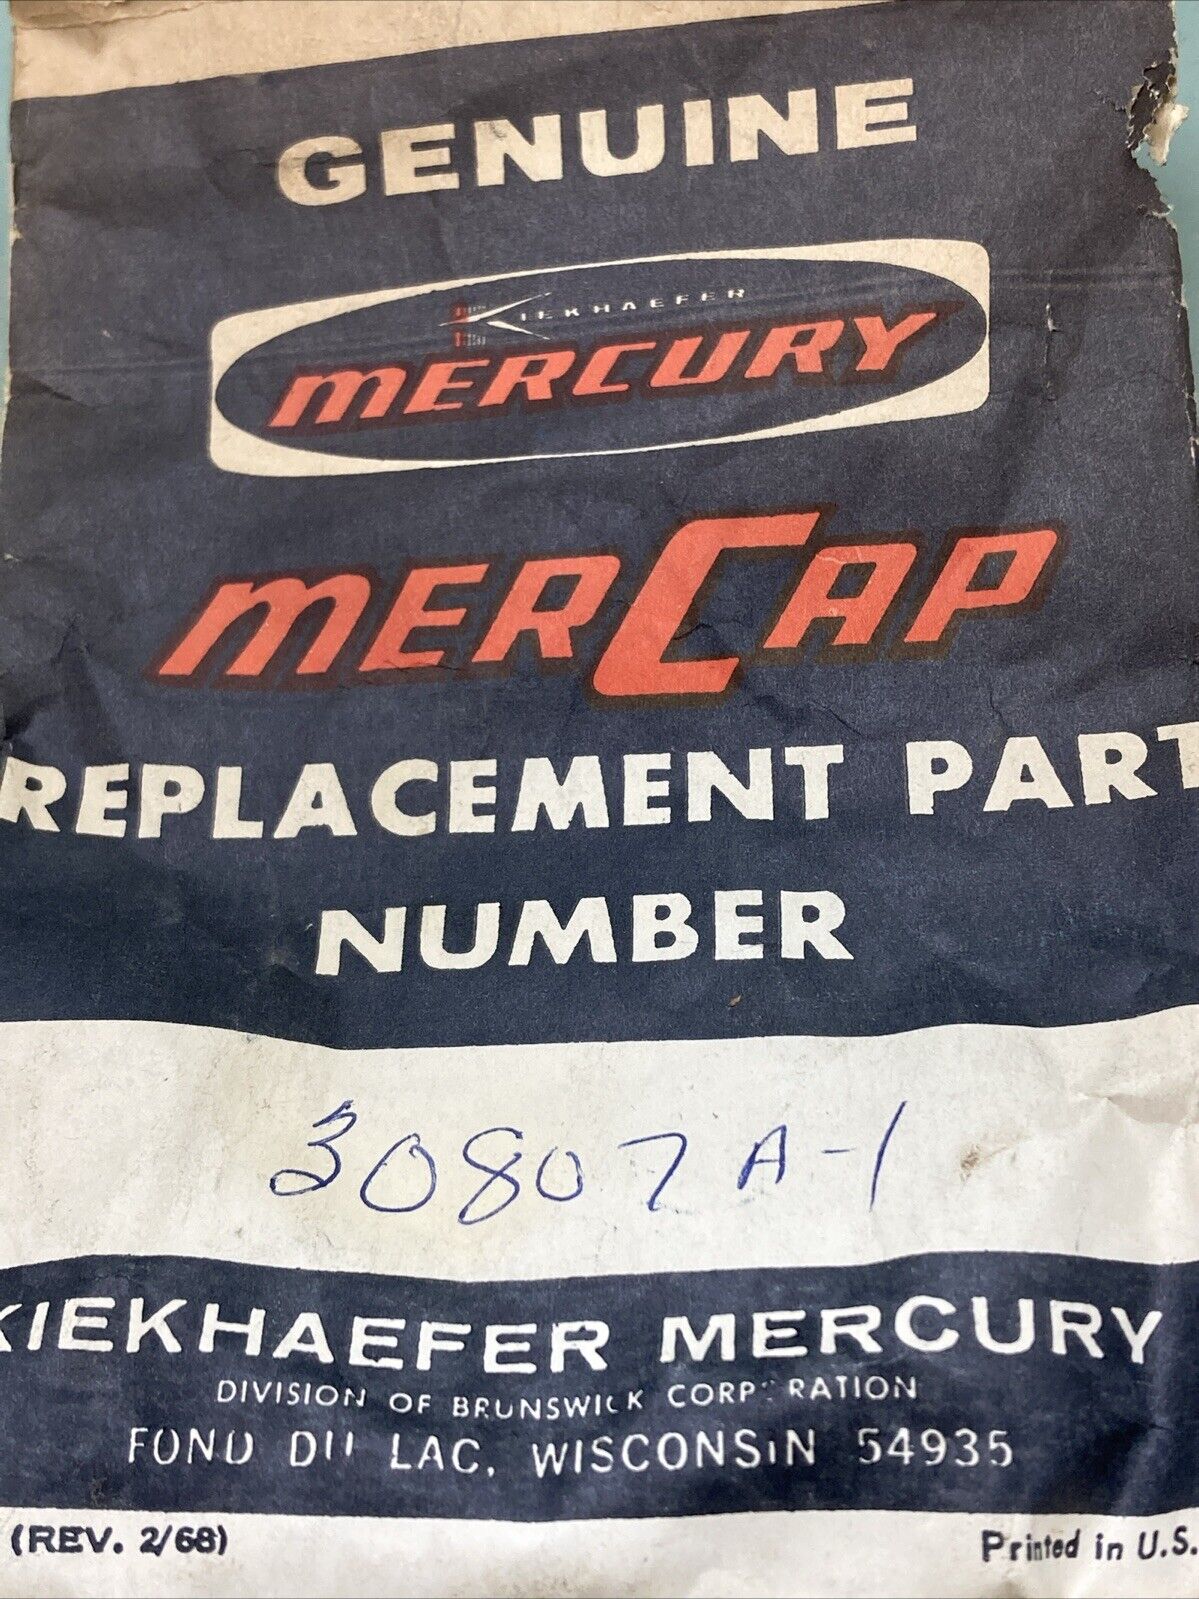 GENUINE
KIEKHAEFER
MERCURY
MERCAP
REPLACEMENT PART
NUMBER
30807 A-1
KIEKHAEFER MERCURY
DIVISION OF BRUNSWICK CORPORATION
FOND DU LAC, WISCONSIN 54935
(REV. 2/68)
Printed in U.S.